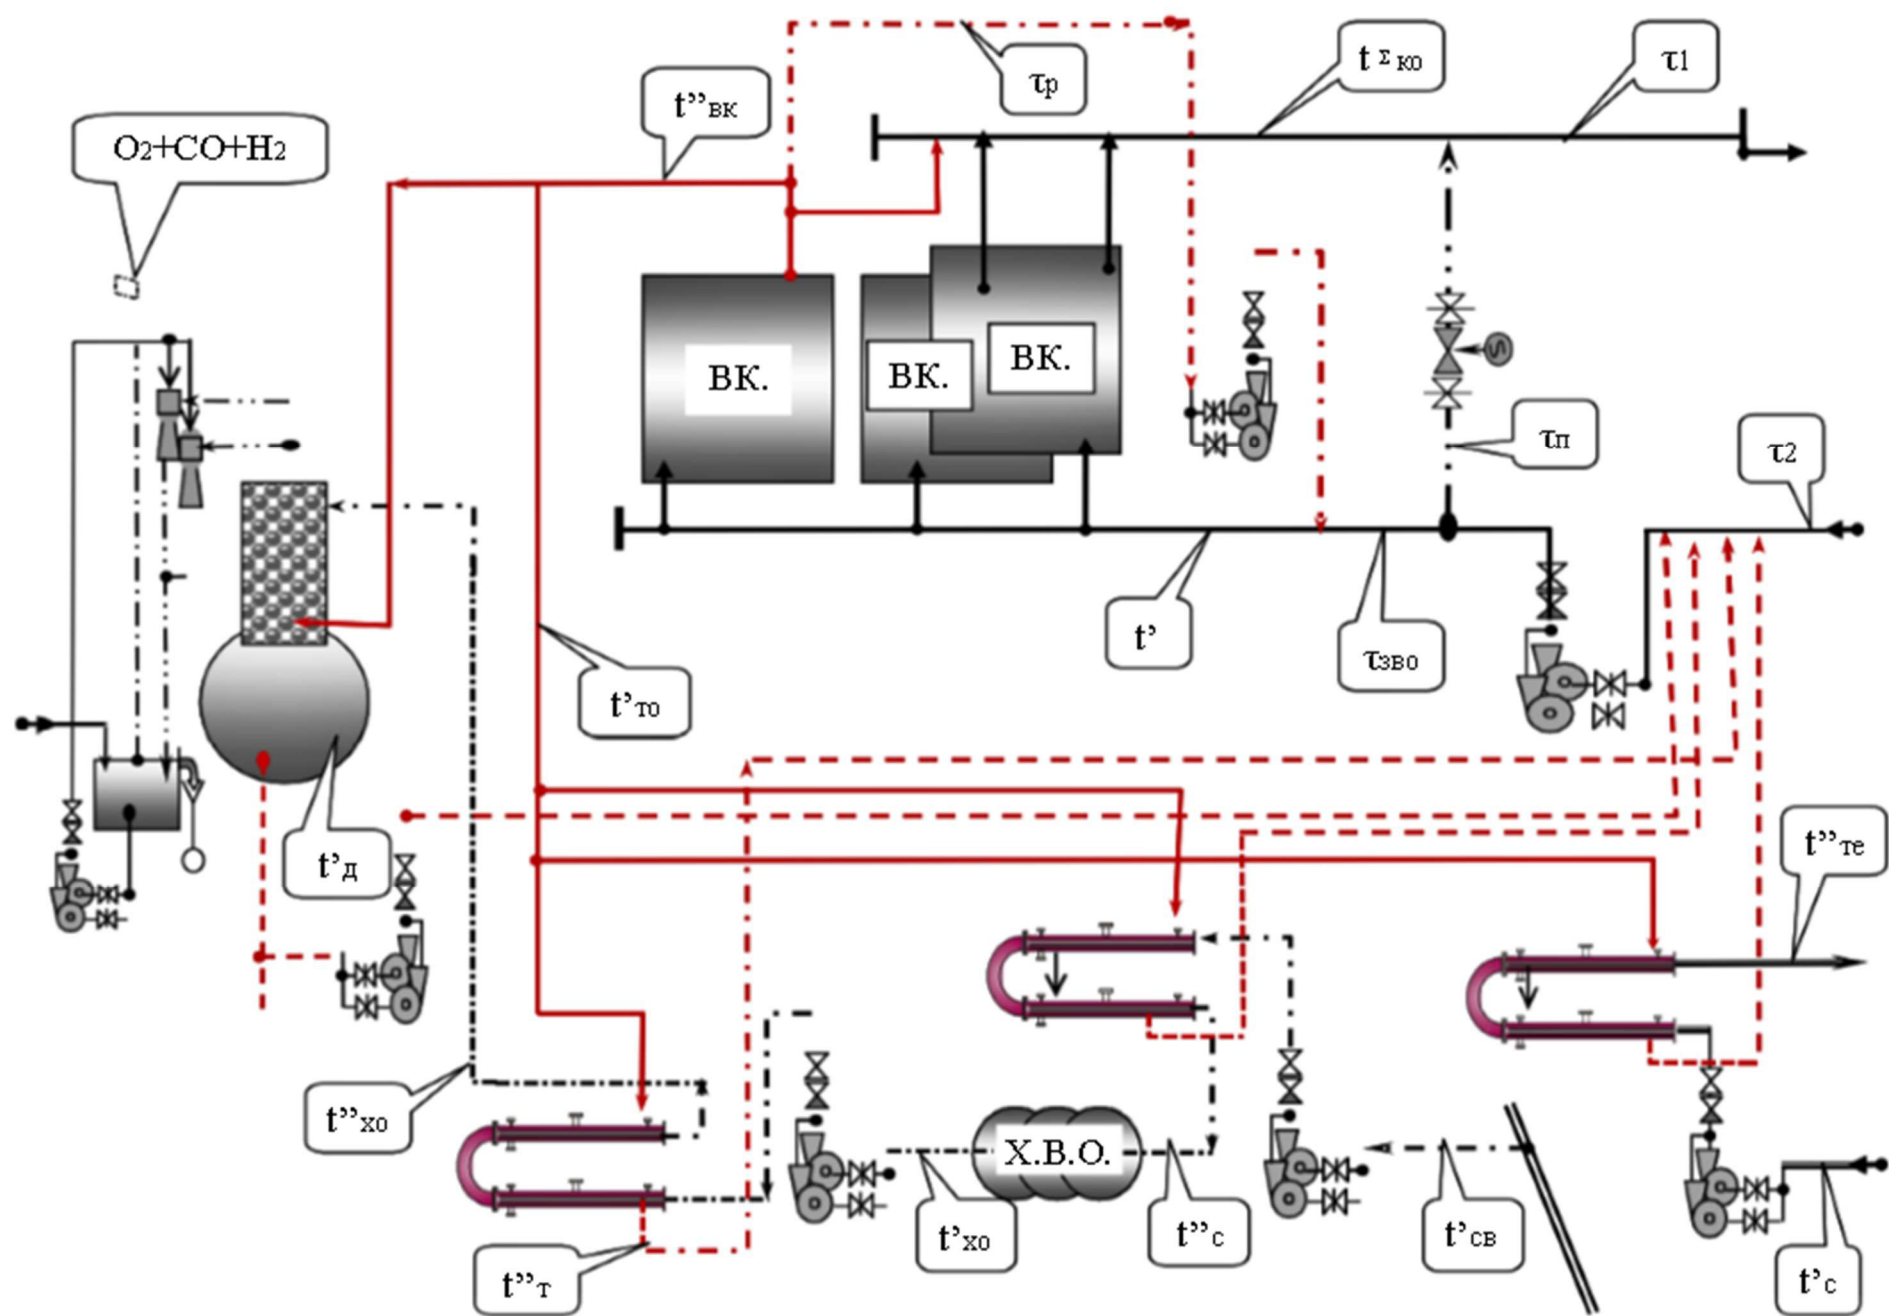 τр
t Σ ко
τ1
t”вк
O2+CO+H2
ВК.
ВК.
ВК.
τп
τ2
t’
τзво
t’то
t’д
t”те
t”хо
Х.В.О.
t’хо
t”с
t’св
t”т
t’с